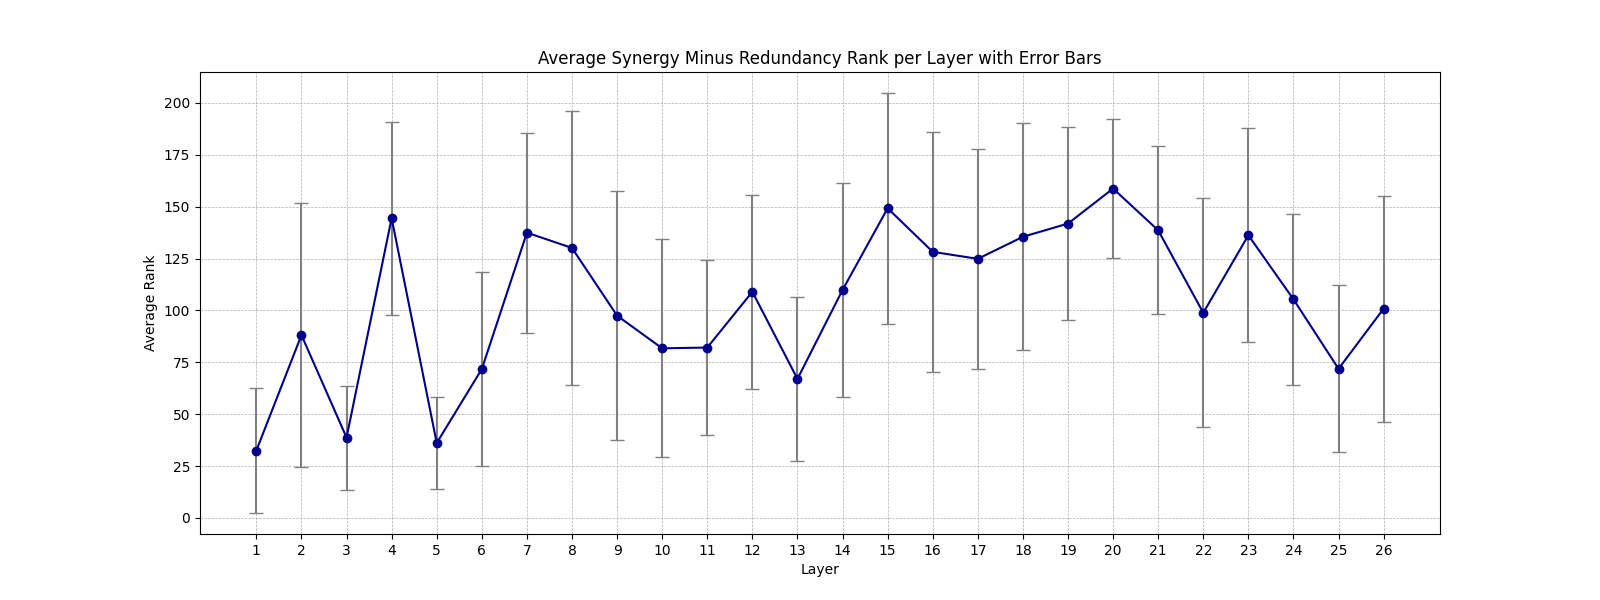 Average Synergy Minus Redundancy Rank per Layer with Error Bars
200
175
150
125
100
75
50
25
0
Average Rank
1 2 3 4 5 6 7 8 9 10 11 12 13 14 15 16 17 18 19 20 21 22 23 24 25 26
Layer